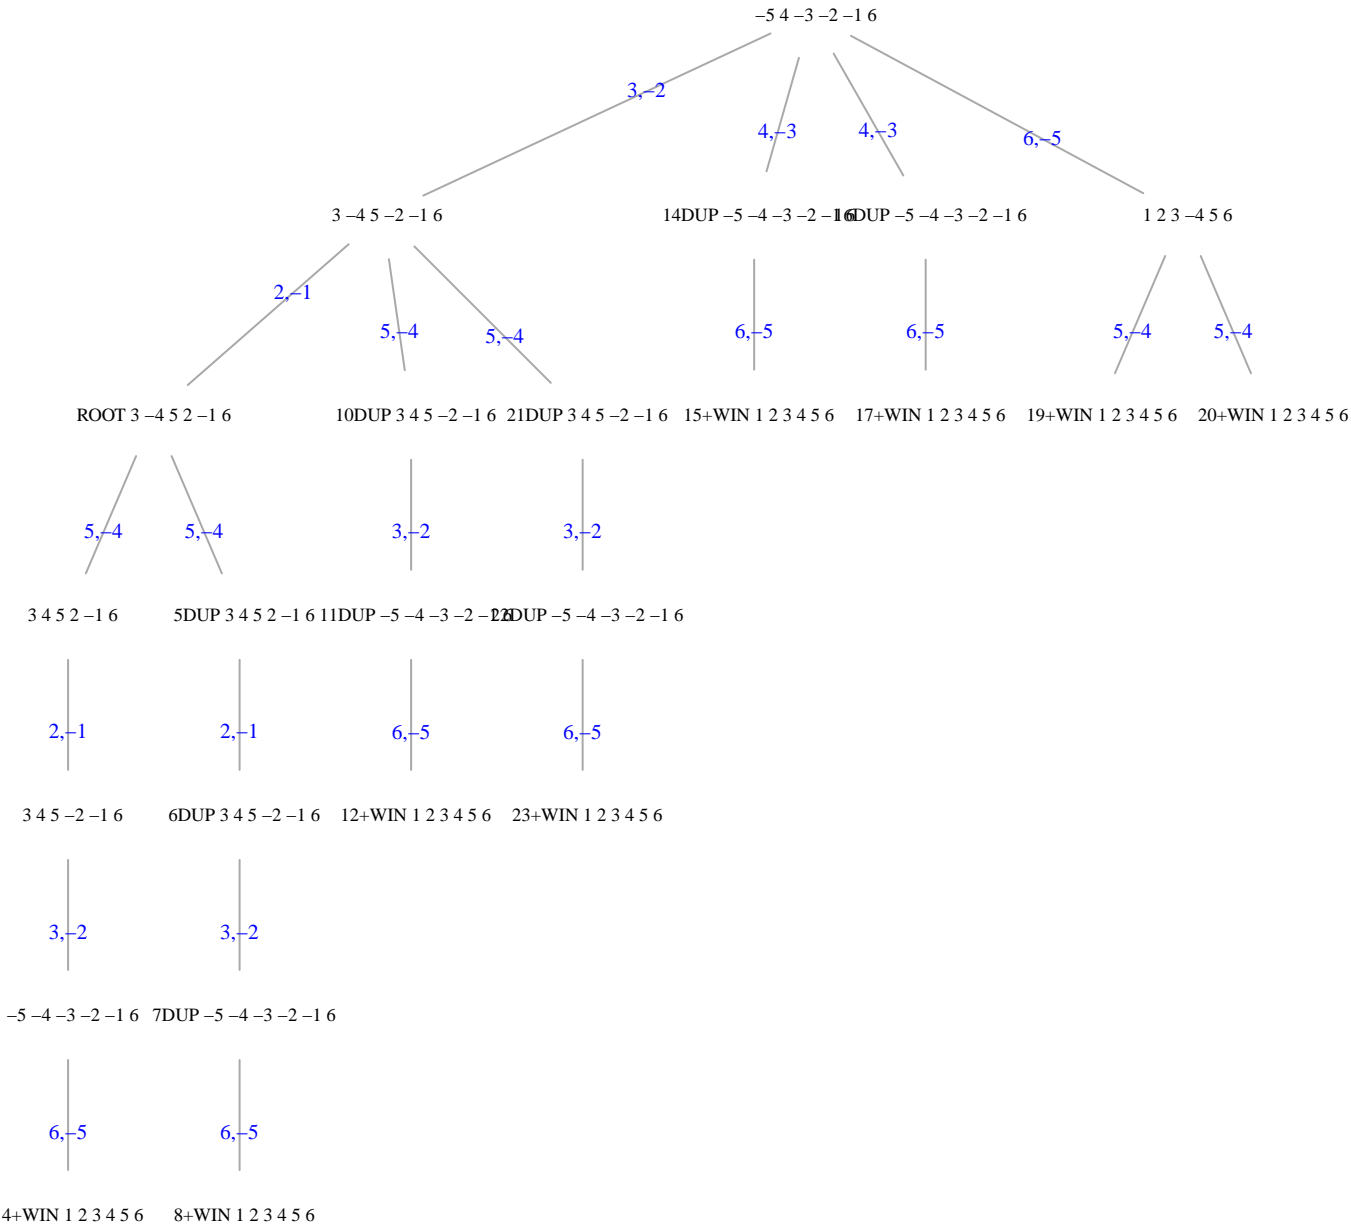 –5 4 –3 –2 –1 6
3,–2
4,–3
4,–3
6,–5
3 –4 5 –2 –1 6
14DUP –5 –4 –3 –2 –1 6
16DUP –5 –4 –3 –2 –1 6
1 2 3 –4 5 6
2,–1
5,–4
5,–4
6,–5
6,–5
5,–4
5,–4
ROOT 3 –4 5 2 –1 6
10DUP 3 4 5 –2 –1 6
21DUP 3 4 5 –2 –1 6
15+WIN 1 2 3 4 5 6
17+WIN 1 2 3 4 5 6
19+WIN 1 2 3 4 5 6
20+WIN 1 2 3 4 5 6
5,–4
5,–4
3,–2
3,–2
3 4 5 2 –1 6
5DUP 3 4 5 2 –1 6
11DUP –5 –4 –3 –2 –1 6
22DUP –5 –4 –3 –2 –1 6
2,–1
2,–1
6,–5
6,–5
3 4 5 –2 –1 6
6DUP 3 4 5 –2 –1 6
12+WIN 1 2 3 4 5 6
23+WIN 1 2 3 4 5 6
3,–2
3,–2
–5 –4 –3 –2 –1 6
7DUP –5 –4 –3 –2 –1 6
6,–5
6,–5
4+WIN 1 2 3 4 5 6
8+WIN 1 2 3 4 5 6